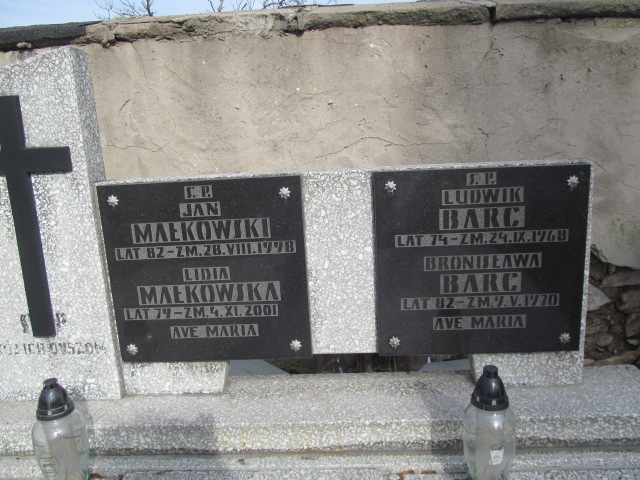 Ś. P.
JAN
MAŁKOWSKI
LAT 82-ZM. 28.VIII.1998
LIDIA
MAŁKOWSKA
LAT 79-ZM. 4.XI.2001
AVE MARIA
Ś. P.
LUDWIK
BARC
LAT 74-ZM. 24.IX.1968
BRONISŁAWA
BARC
LAT 82-ZM. 9.V.1970
AVE MARIA